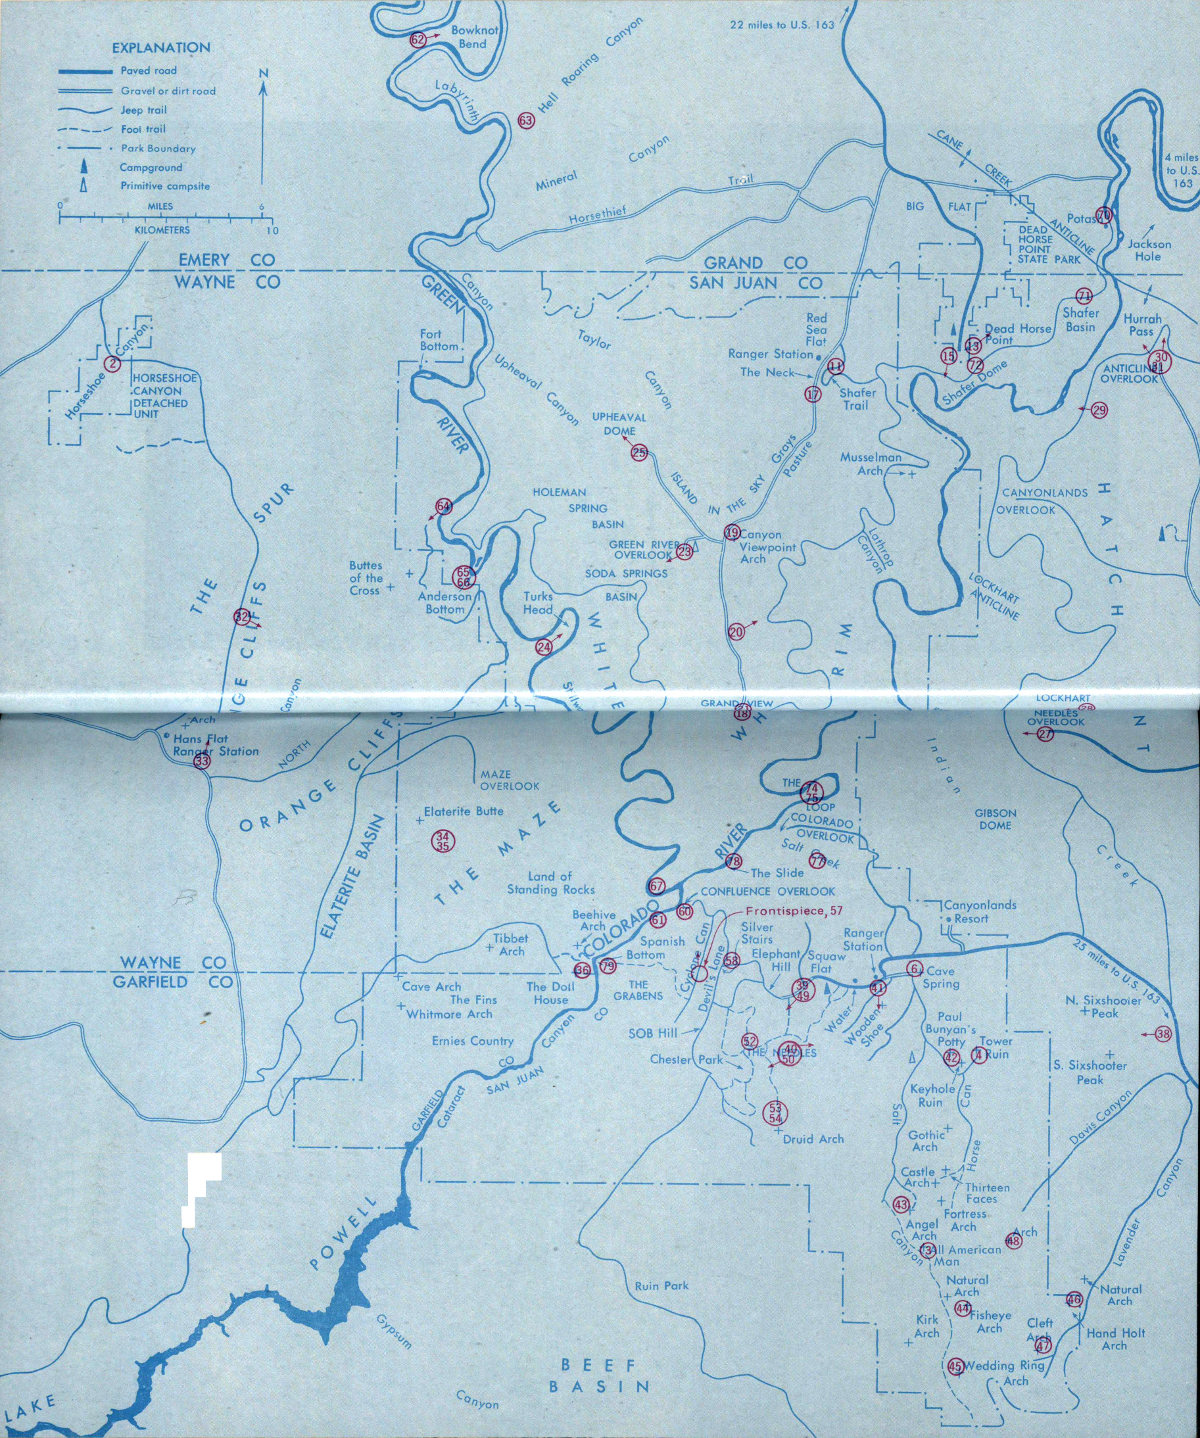 22 miles to U.S. 163
62
Bowknot
Bend
EXPLANATION
Paved road
Gravel or dirt road
Jeep trail
Foot trail
Park Boundary
Campground
Primitive campsite
N
0 MILES 6
KILOMETERS 10
Labyrinth
Canyon
63
Hell Roaring Canyon
Mineral Canyon
Horsethief Trail
CANE CREEK ANTICLINE
4 miles
to U.S.
163
BIG FLAT
DEAD
HORSE
POINT
STATE PARK
Potash
70
Jackson
Hole
EMERY CO
WAYNE CO
GRAND CO
SAN JUAN CO
GREEN RIVER
71
Shafer
Basin
Hurrah
Pass
Horseshoe Canyon
2
HORSESHOE
CANYON
DETACHED
UNIT
Fort
Bottom
Taylor Canyon
Upheaval Canyon
Red
Sea
Flat
Ranger Station
The Neck
11
17
Shafer
Trail
15
13
Dead Horse
Point
72
Shafer Dome
30
31
ANTICLINE
OVERLOOK
29
UPHEAVAL
DOME
25
ISLAND IN THE SKY
Grays
Pasture
Musselman
Arch
CANYONLANDS
OVERLOOK
HATCH
64
HOLEMAN
SPRING
BASIN
GREEN RIVER
OVERLOOK
23
19
Canyon
Viewpoint
Arch
Lathrop
Canyon
THE SPUR
Buttes
of the
Cross
65
66
Anderson
Bottom
SODA SPRINGS
BASIN
Turks
Head
24
LOCKHART
ANTICLINE
32
20
WHITE
RIM
GRAND VIEW
18
LOCKHART
28
NEEDLES
OVERLOOK
27
Arch
Hans Flat
Ranger Station
33
NORTH
Canyon
ORANGE CLIFFS
MAZE
OVERLOOK
Elaterite Butte
34
35
THE MAZE
ELATERITE BASIN
THE
LOOP
74
75
COLORADO
OVERLOOK
Salt Creek
77
78
The Slide
Indian
Creek
GIBSON
DOME
Land of
Standing Rocks
67
CONFLUENCE OVERLOOK
60
61
COLORADO RIVER
Frontispiece, 57
Beehive
Arch
Tibbet
Arch
Silver
Stairs
Spanish
Bottom
Cyclone Can
Devil's Lane
58
Elephant
Hill
Squaw
Flat
Ranger
Station
Canyonlands
Resort
25 miles to U.S. 163
WAYNE CO
GARFIELD CO
36
79
Cave Arch
The Fins
Whitmore Arch
The Doll
House
THE
GRABENS
39
49
41
6
Cave
Spring
N. Sixshooter
Peak
38
Ernies Country
Canyon
SOB Hill
Water
Wooden
Shoe
Paul
Bunyan's
Potty
42
4
Tower
Ruin
S. Sixshooter
Peak
52
THE NEEDLES
40
50
Chester Park
Keyhole
Ruin
GARFIELD CO
SAN JUAN CO
Cataract
53
54
Druid Arch
Salt
Horse Can
Davis Canyon
Gothic
Arch
Castle
Arch
Thirteen
Faces
43
Fortress
Arch
Angel
Arch
Canyon
3
All American
Man
Arch
48
Lavender Canyon
LAKE POWELL
Ruin Park
Natural
Arch
44
Fisheye
Arch
Kirk
Arch
46
Natural
Arch
Hand Holt
Arch
Cleft
Arch
47
45
Wedding Ring
Arch
Gypsum
Canyon
BEEF
BASIN